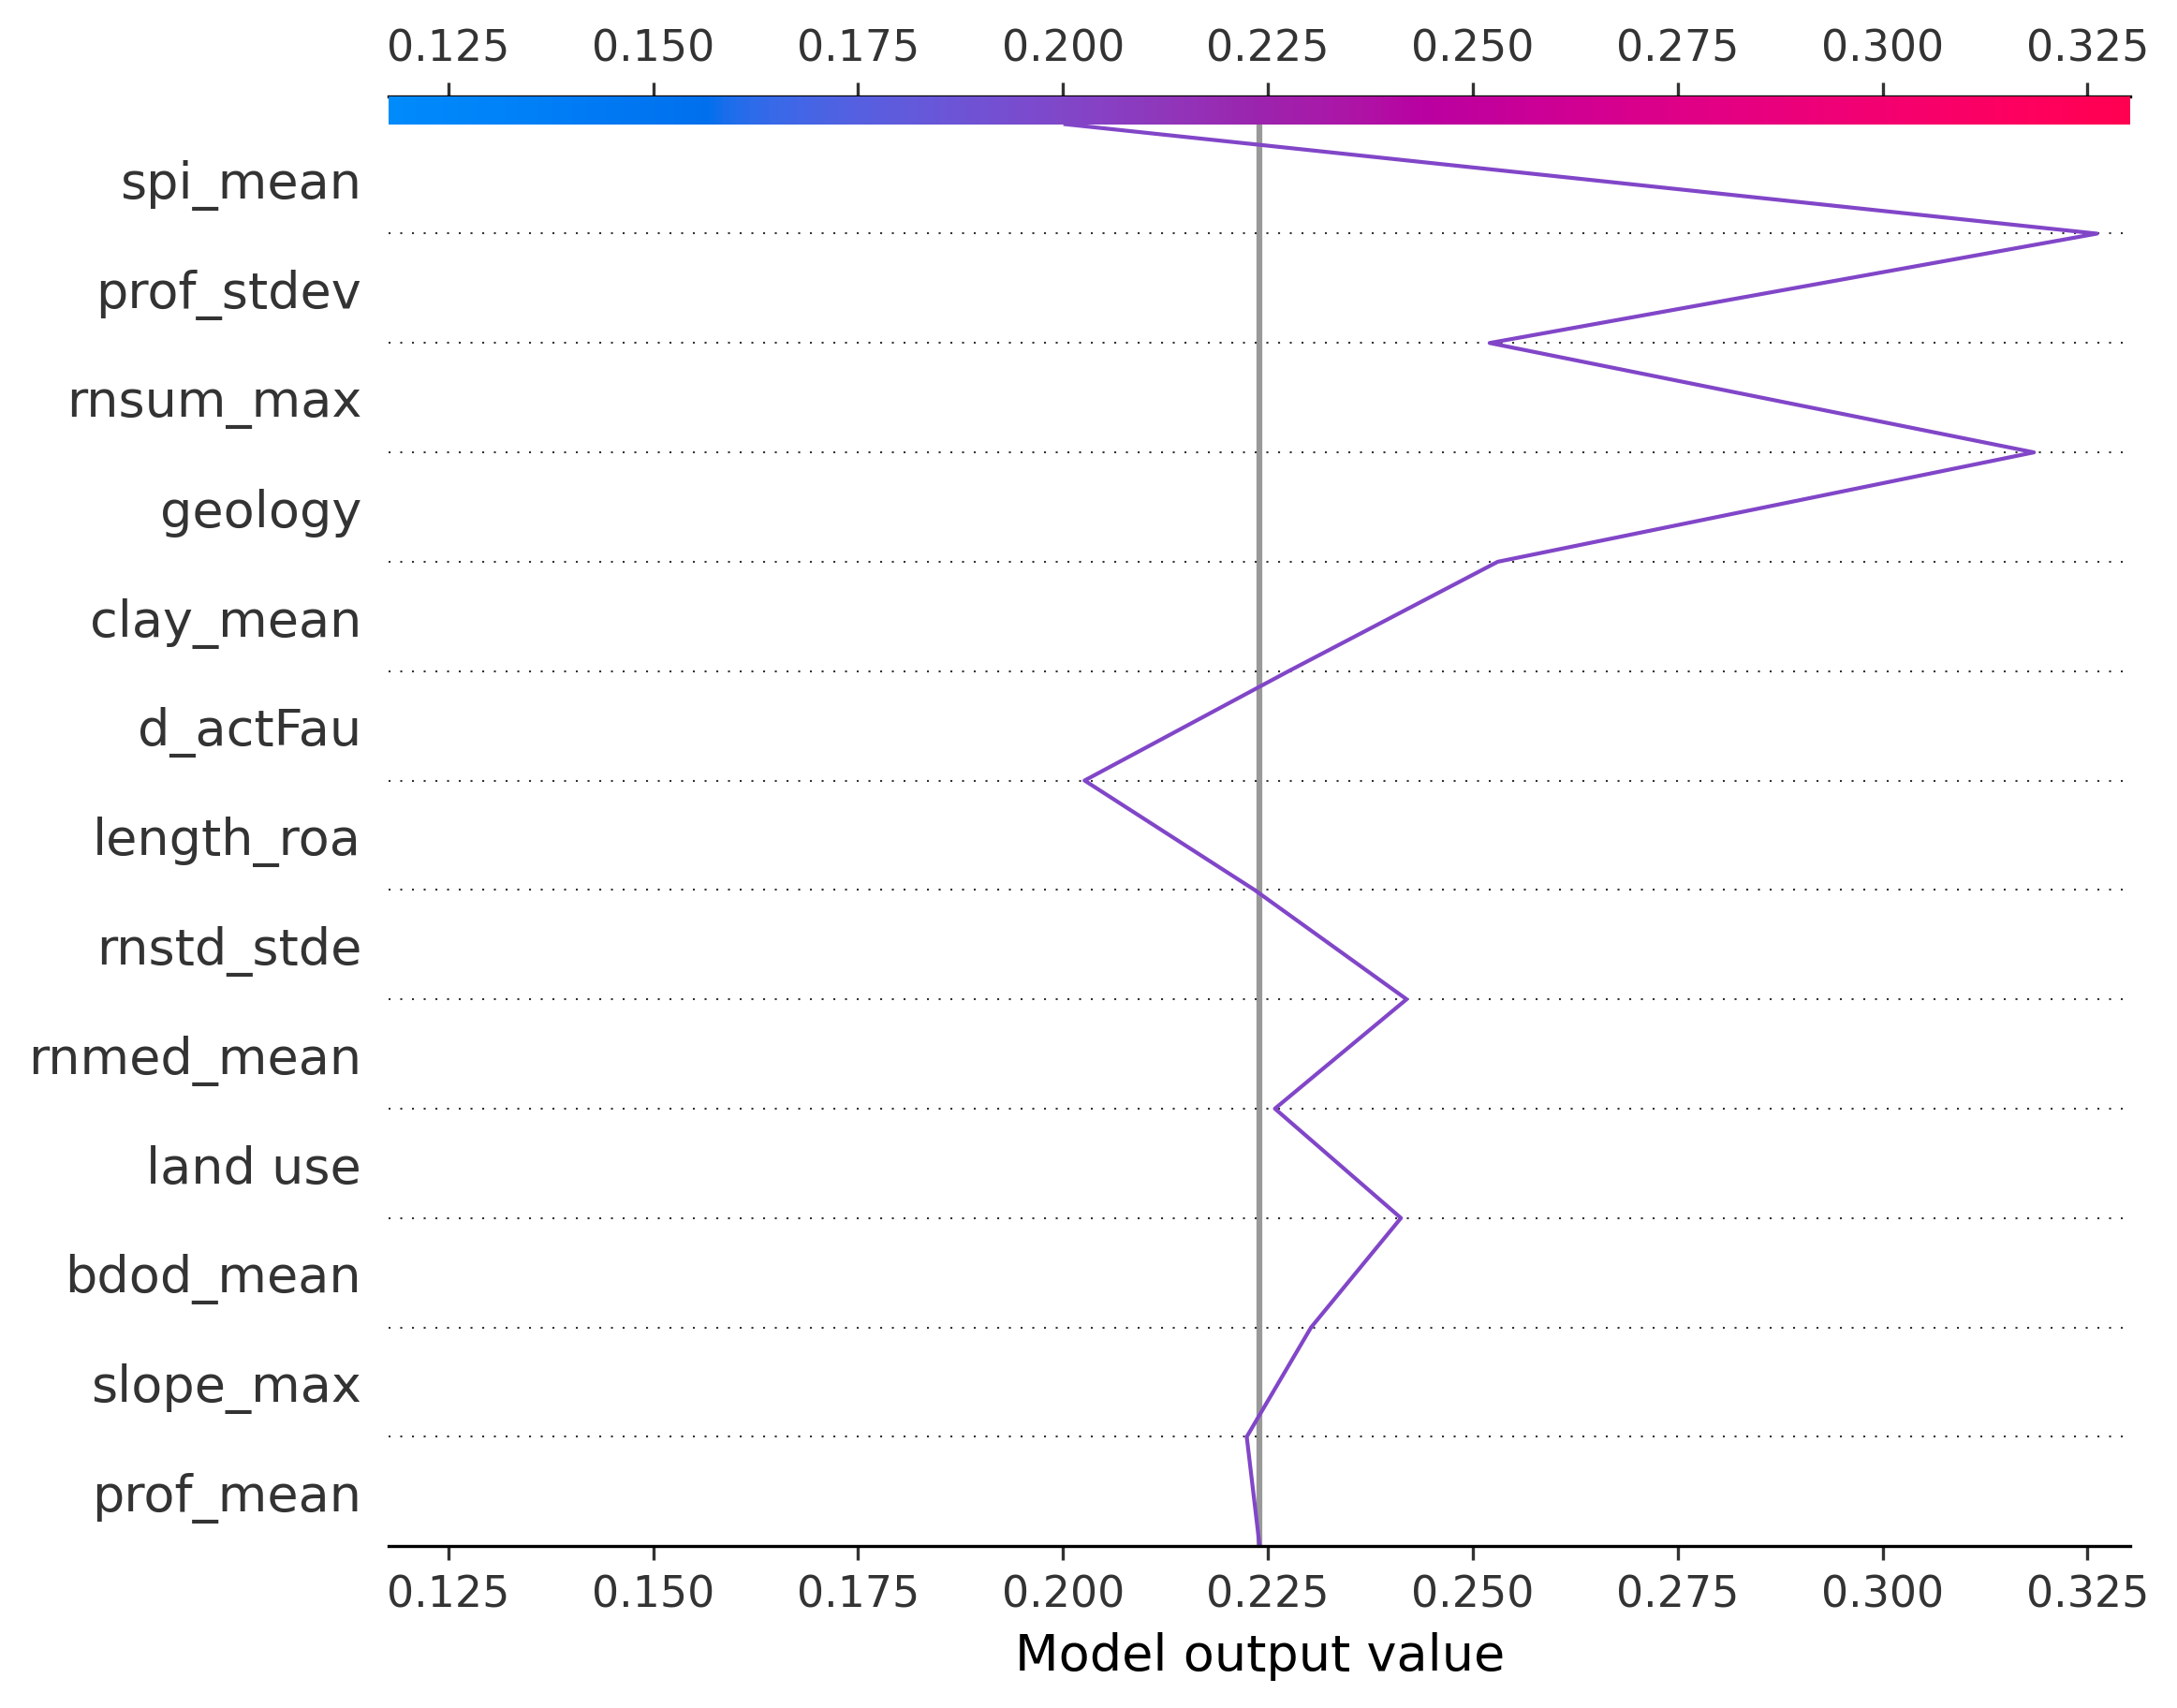 0.125 0.150 0.175 0.200 0.225 0.250 0.275 0.300 0.325
spi_mean
prof_stdev
rnsum_max
geology
clay_mean
d_actFau
length_roa
rnstd_stde
rnmed_mean
land use
bdod_mean
slope_max
prof_mean
0.125 0.150 0.175 0.200 0.225 0.250 0.275 0.300 0.325
Model output value